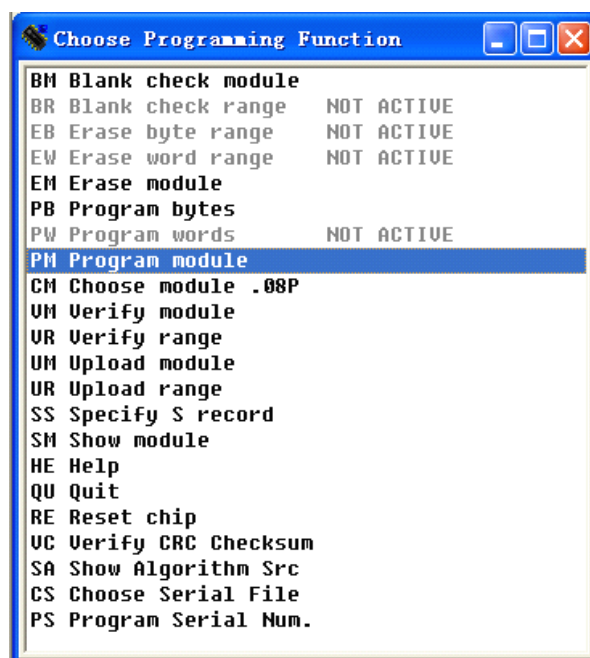 Choose Programming Function
BM Blank check module
BR Blank check range NOT ACTIVE
EB Erase byte range NOT ACTIVE
EW Erase word range NOT ACTIVE
EM Erase module
PB Program bytes
PW Program words NOT ACTIVE
PM Program module
CM Choose module .08P
VM Verify module
VR Verify range
UM Upload module
UR Upload range
SS Specify S record
SM Show module
HE Help
QU Quit
RE Reset chip
VC Verify CRC Checksum
SA Show Algorithm Src
CS Choose Serial File
PS Program Serial Num.